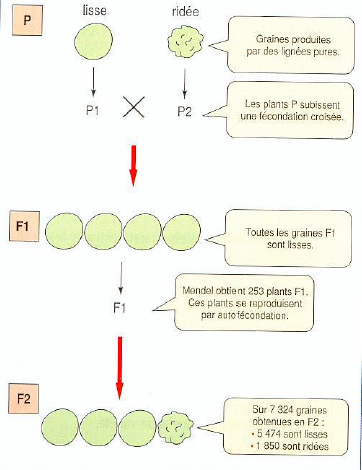 lisse ridée
P
Graines produites
par des lignées pures.
P1 P2
Les plants P subissent
une fécondation croisée.
F1
Toutes les graines F1
sont lisses.
F1
Mendel obtient 253 plants F1.
Ces plants se reproduisent
par autofécondation.
F2
Sur 7 324 graines
obtenues en F2 :
• 5 474 sont lisses
• 1 850 sont ridées